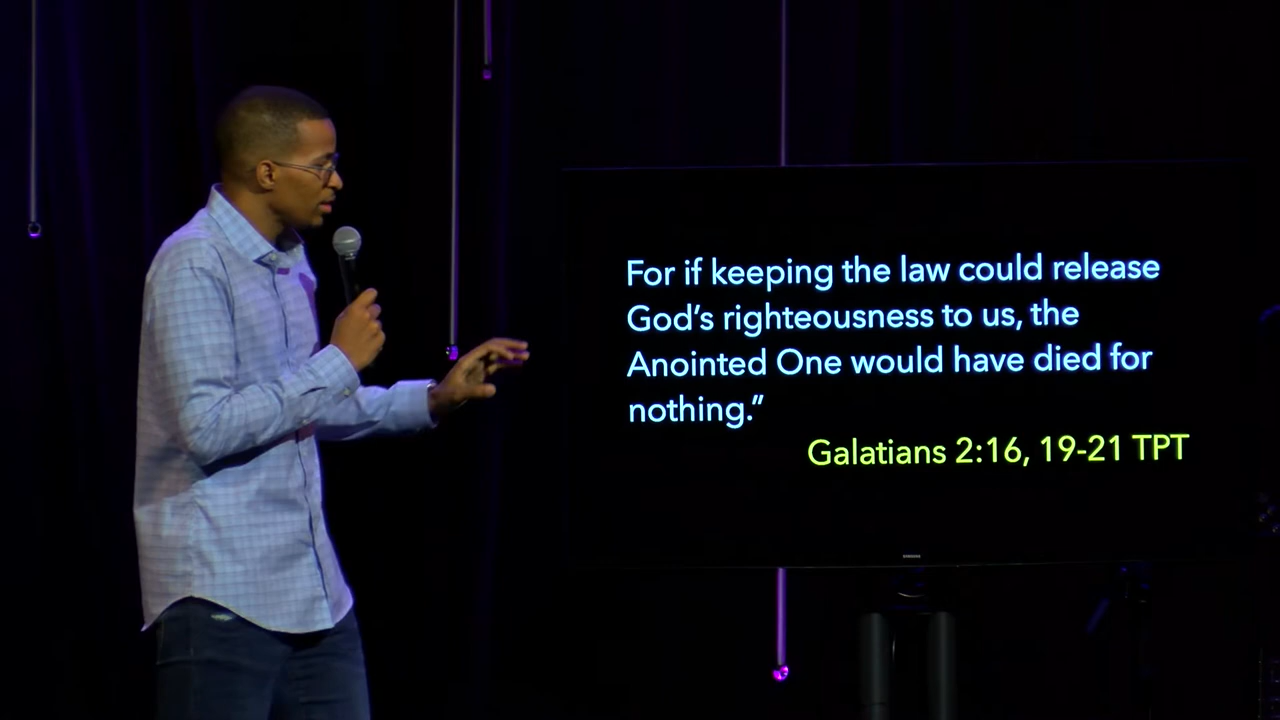 For if keeping the law could release
God's righteousness to us, the
Anointed One would have died for
nothing.”
Galatians 2:16, 19-21 TPT
SAMSUNG